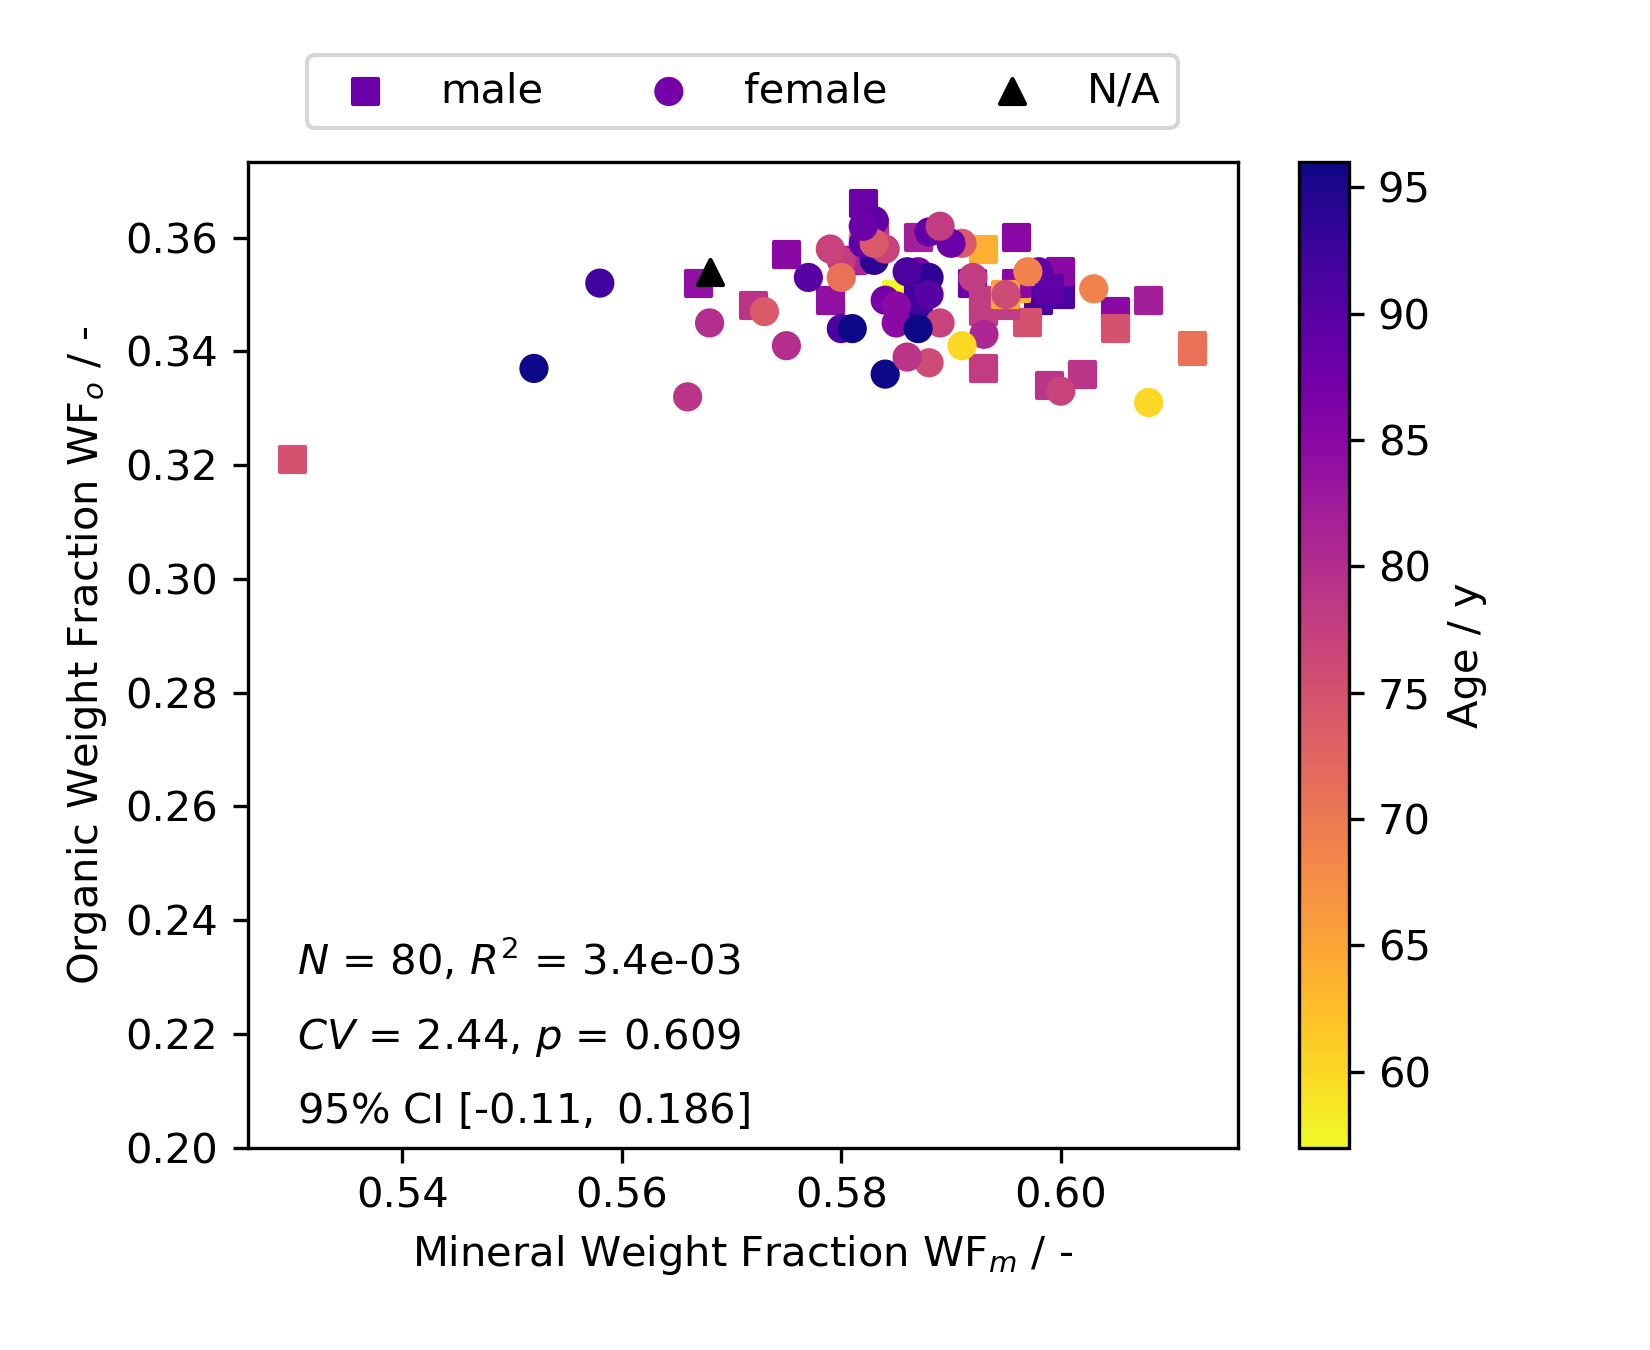 male female N/A
0.36
0.34
0.32
0.30
0.28
0.26
0.24
0.22
0.20
Organic Weight Fraction WFₒ / -
N = 80, R² = 3.4e-03
CV = 2.44, p = 0.609
95% CI [-0.11, 0.186]
0.54 0.56 0.58 0.60
Mineral Weight Fraction WFₘ / -
95
90
85
80
75
70
65
60
Age / y